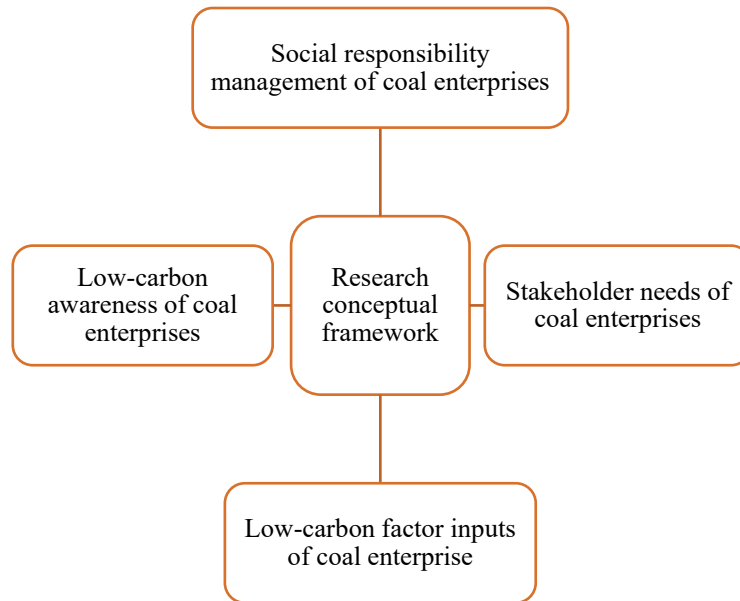 Social responsibility
management of coal enterprises
Low-carbon
awareness of coal
enterprises
Research
conceptual
framework
Stakeholder needs of
coal enterprises
Low-carbon factor inputs
of coal enterprise